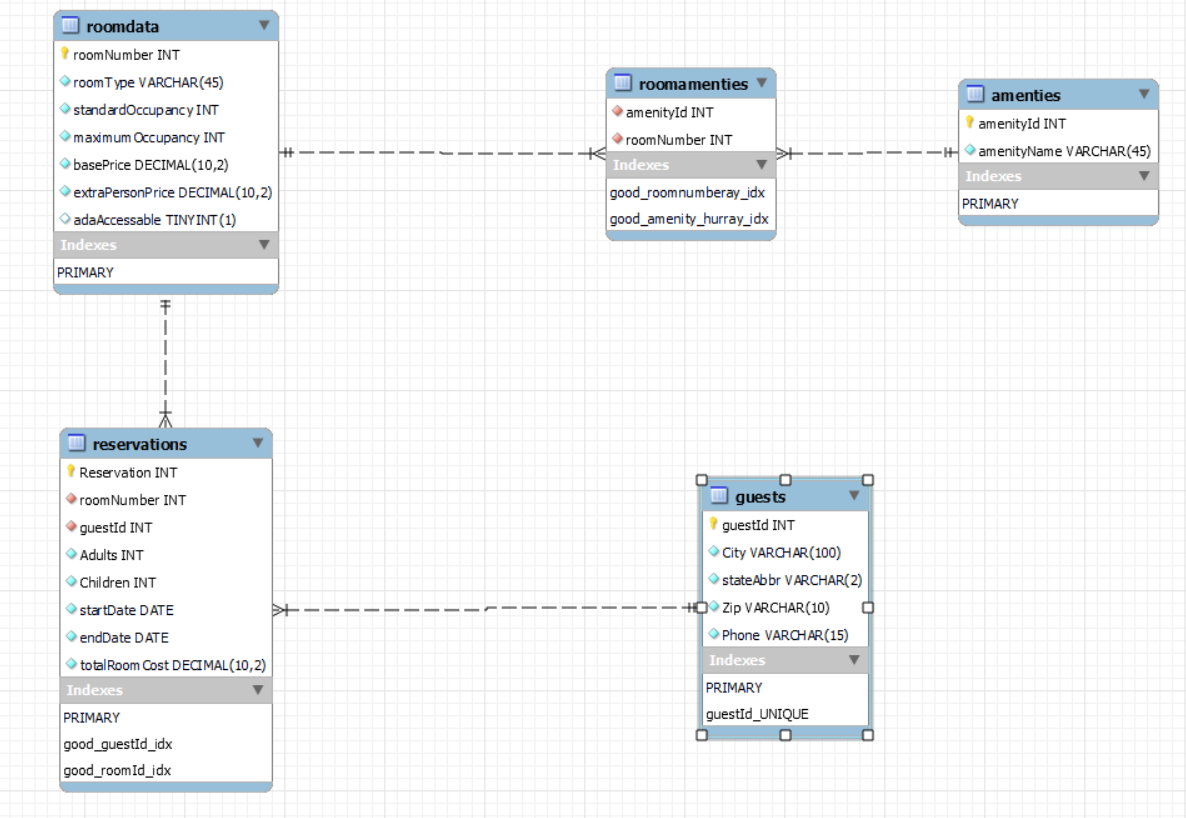 roomdata
roomNumber INT
roomType VARCHAR(45)
standardOccupancy INT
maximumOccupancy INT
basePrice DECIMAL(10,2)
extraPersonPrice DECIMAL(10,2)
adaAccessable TINYINT(1)
Indexes
PRIMARY
roomamenties
amenityId INT
roomNumber INT
Indexes
good_roomnumberay_idx
good_amenity_hurray_idx
amenties
amenityId INT
amenityName VARCHAR(45)
Indexes
PRIMARY
reservations
Reservation INT
roomNumber INT
guestId INT
Adults INT
Children INT
startDate DATE
endDate DATE
totalRoomCost DECIMAL(10,2)
Indexes
PRIMARY
good_guestId_idx
good_roomId_idx
guests
guestId INT
City VARCHAR(100)
stateAbbr VARCHAR(2)
Zip VARCHAR(10)
Phone VARCHAR(15)
Indexes
PRIMARY
guestId_UNIQUE